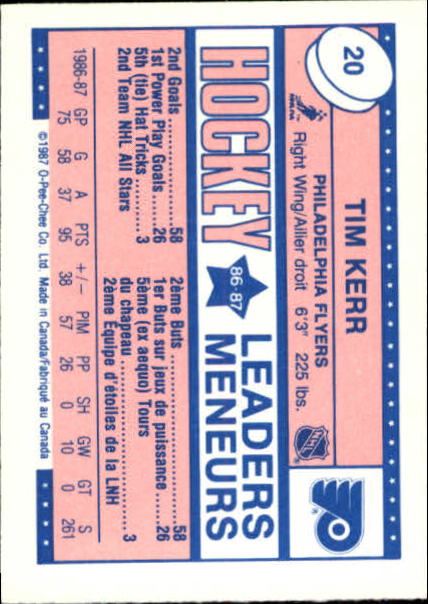 20
TIM KERR
PHILADELPHIA FLYERS
Right Wing/Ailier droit 6'3" 225 lbs.
NHLPA
NHL
HOCKEY
86-87
LEADERS
MENEURS
2nd Goals..................58
1st Power Play Goals....26
5th (tie) Hat Tricks..........3
2nd Team NHL All Stars
2ème Buts..................58
1er Buts sur jeux de puissance....26
5ème (ex aequo) Tours
du chapeau..................3
2ème Equipe d'étoiles de la LNH
1986-87 GP G A PTS +/- PIM PP SH GW GT S
75 58 37 95 38 57 26 0 10 0 261
©1987 O-Pee-Chee Co. Ltd. Made in Canada/Fabriqué au Canada